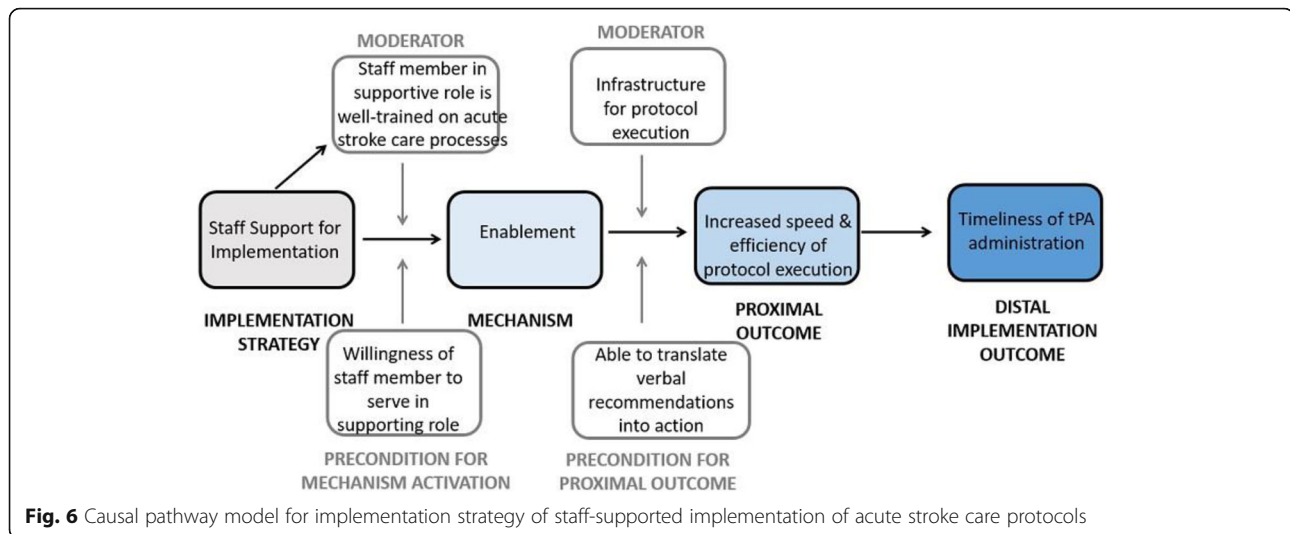 MODERATOR
Staff member in
supportive role is
well-trained on acute
stroke care processes
MODERATOR
Infrastructure
for protocol
execution
Staff Support for
Implementation
Enablement
Increased speed &
efficiency of
protocol execution
Timeliness of tPA
administration
IMPLEMENTATION
STRATEGY
MECHANISM
PROXIMAL
OUTCOME
DISTAL
IMPLEMENTATION
OUTCOME
Willingness of
staff member to
serve in
supporting role
Able to translate
verbal
recommendations
into action
PRECONDITION FOR
MECHANISM ACTIVATION
PRECONDITION FOR
PROXIMAL OUTCOME
Fig. 6 Causal pathway model for implementation strategy of staff-supported implementation of acute stroke care protocols